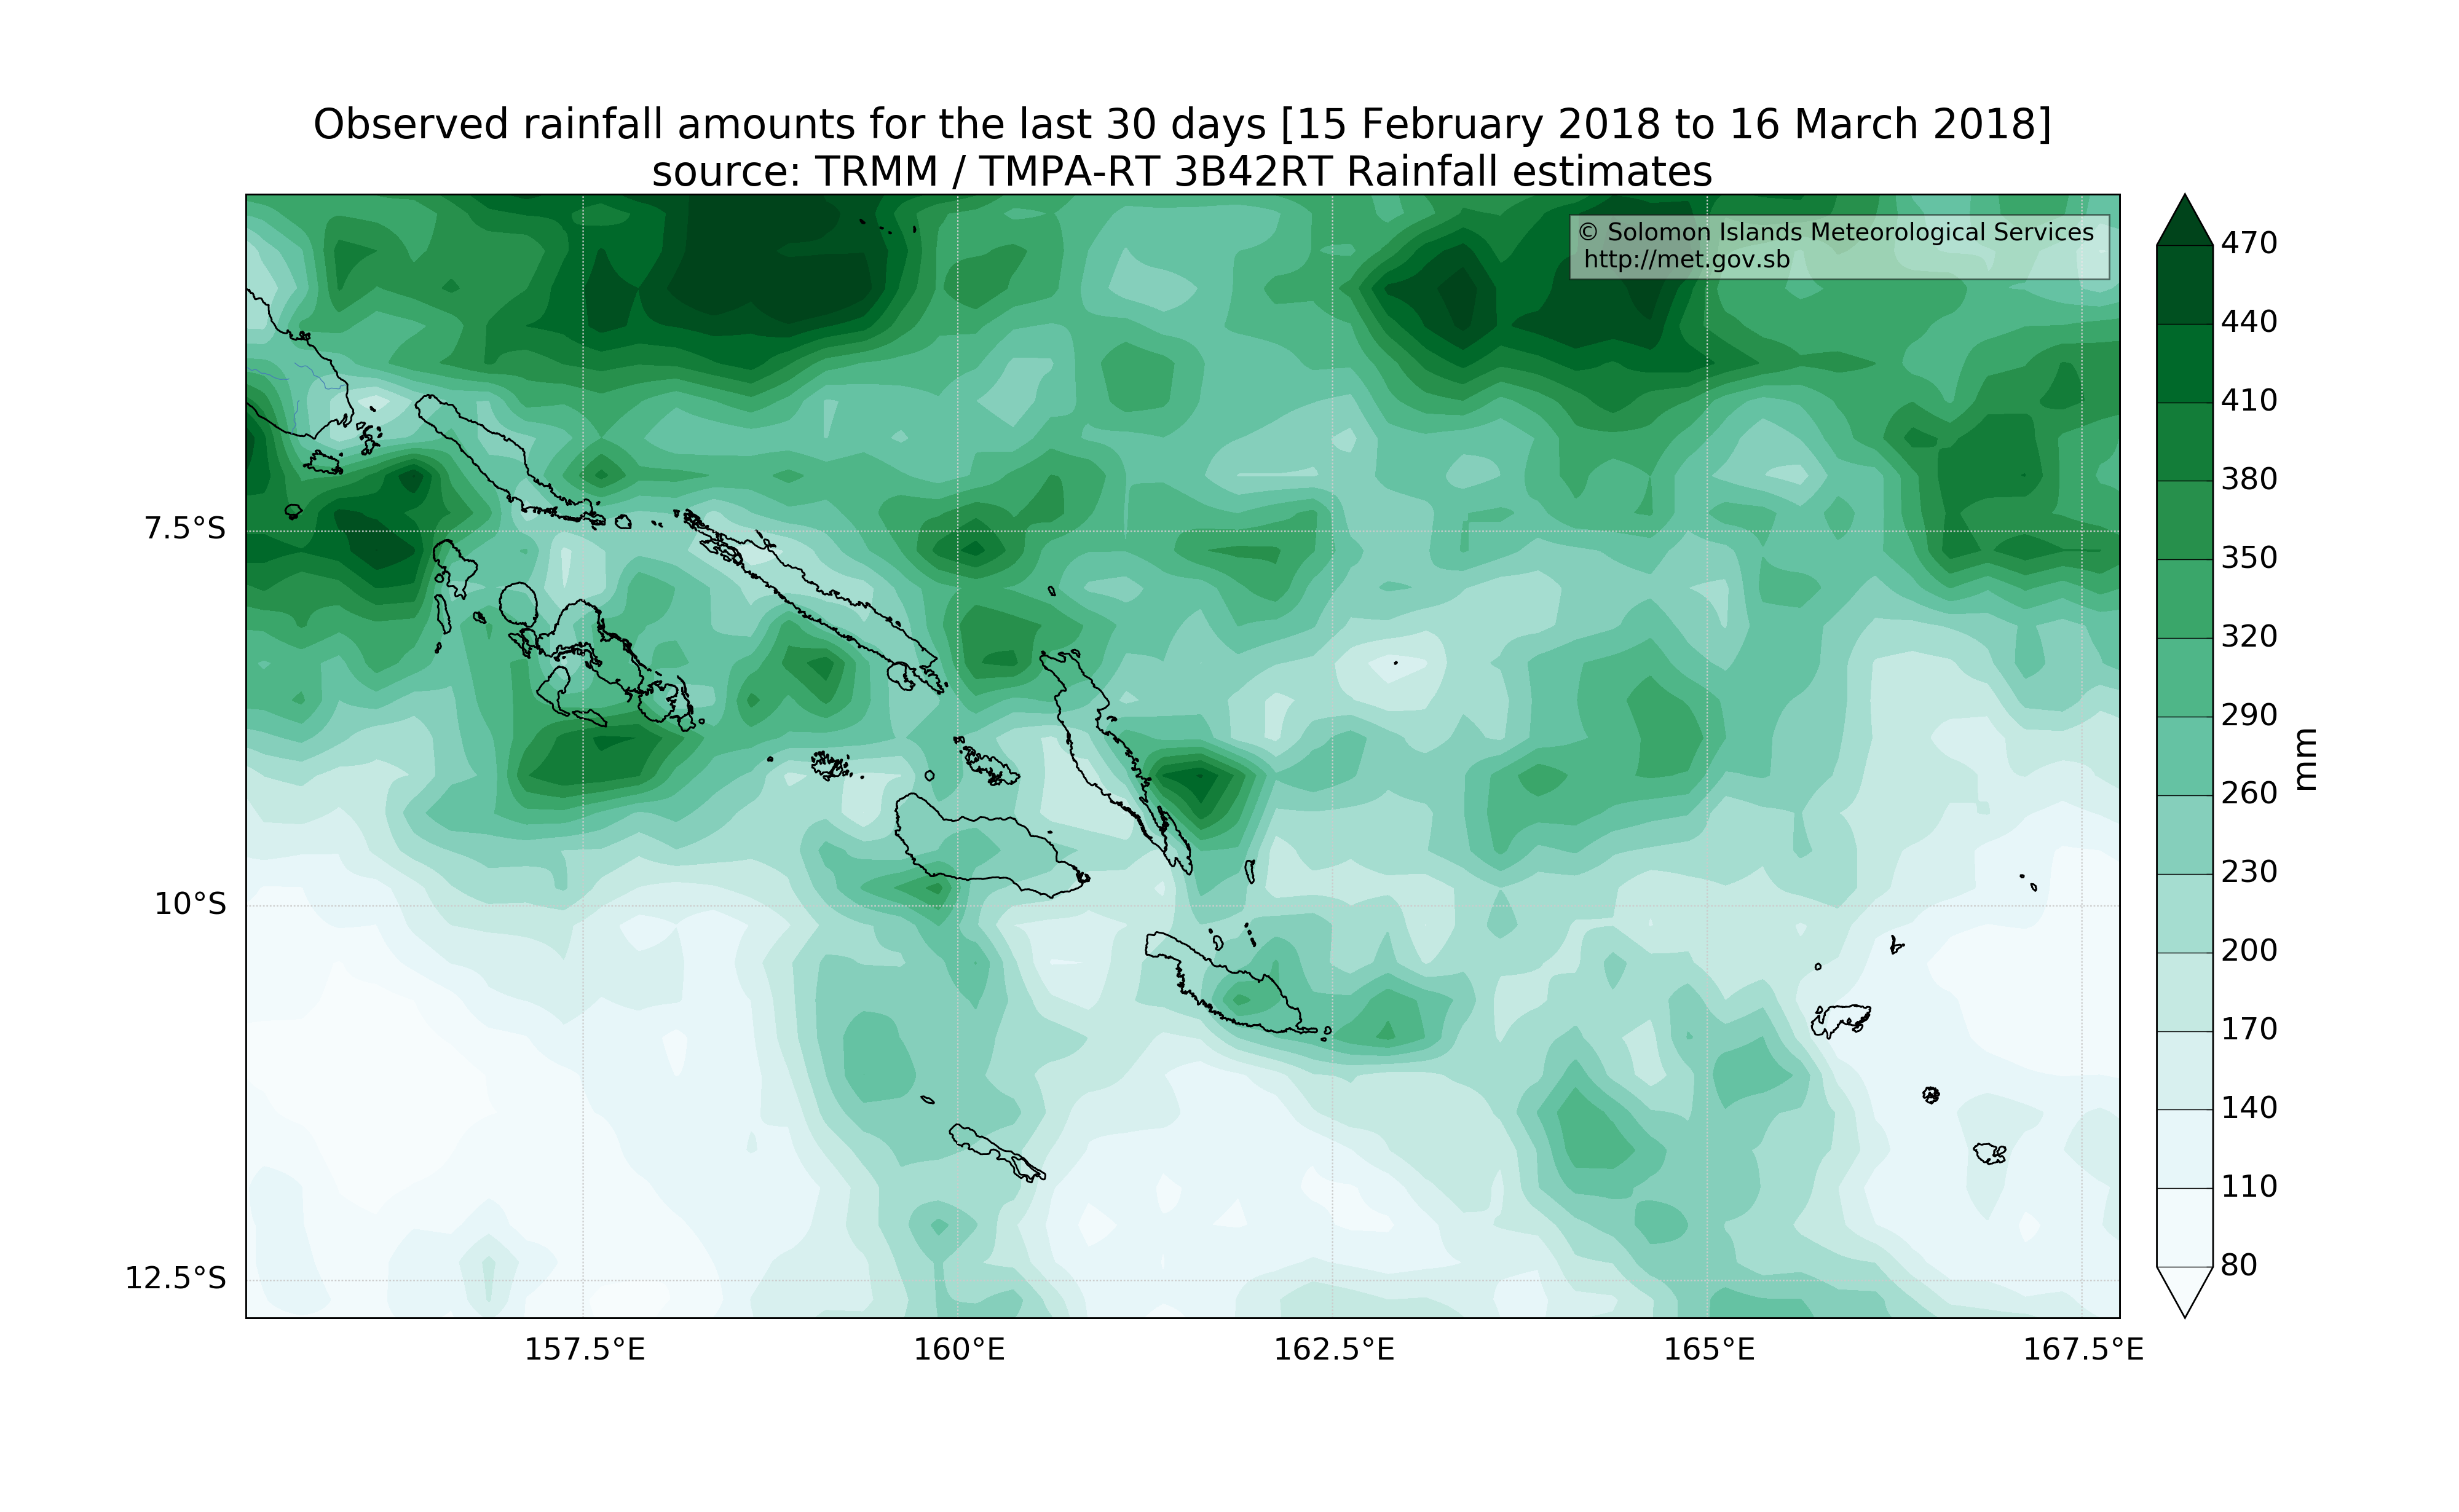 Observed rainfall amounts for the last 30 days [15 February 2018 to 16 March 2018]
source: TRMM / TMPA-RT 3B42RT Rainfall estimates
© Solomon Islands Meteorological Services
http://met.gov.sb
7.5°S
10°S
12.5°S
157.5°E
160°E
162.5°E
165°E
167.5°E
470
440
410
380
350
320
290
260
230
200
170
140
110
80
mm